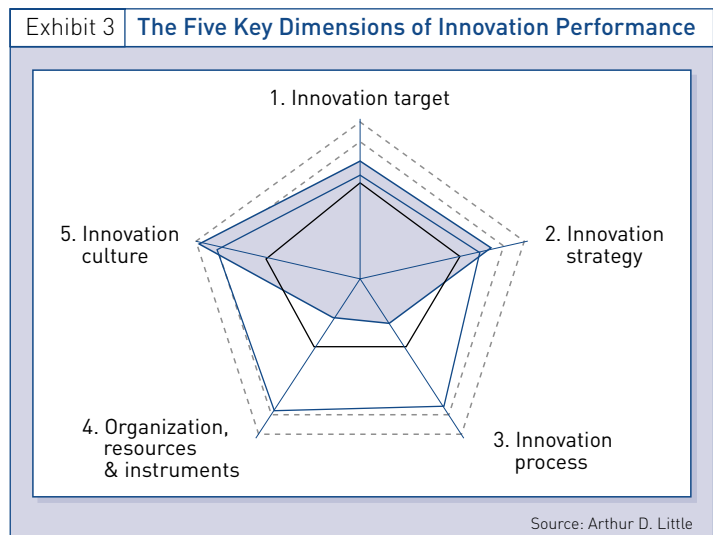 Exhibit 3
The Five Key Dimensions of Innovation Performance
1. Innovation target
2. Innovation
strategy
3. Innovation
process
4. Organization,
resources
& instruments
5. Innovation
culture
Source: Arthur D. Little